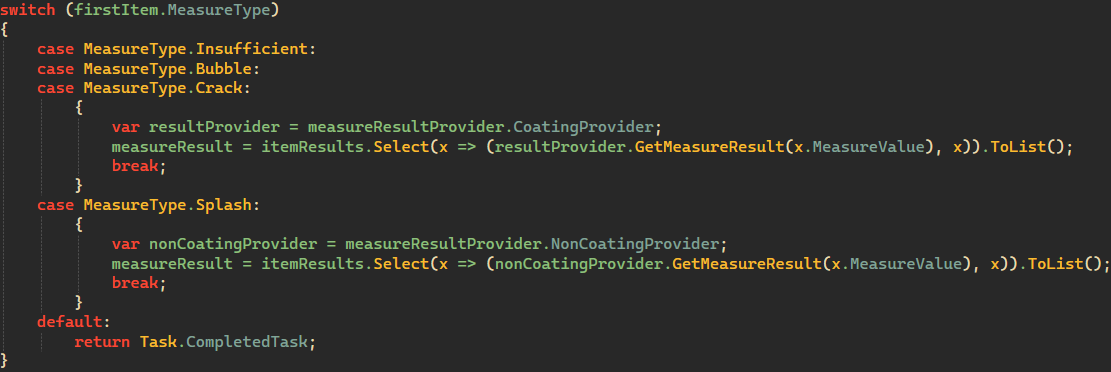 switch (firstItem.MeasureType)
{
    case MeasureType.Insufficient:
    case MeasureType.Bubble:
    case MeasureType.Crack:
        {
            var resultProvider = measureResultProvider.CoatingProvider;
            measureResult = itemResults.Select(x => (resultProvider.GetMeasureResult(x.MeasureValue), x)).ToList();
            break;
        }
    case MeasureType.Splash:
        {
            var nonCoatingProvider = measureResultProvider.NonCoatingProvider;
            measureResult = itemResults.Select(x => (nonCoatingProvider.GetMeasureResult(x.MeasureValue), x)).ToList();
            break;
        }
    default:
        return Task.CompletedTask;
}